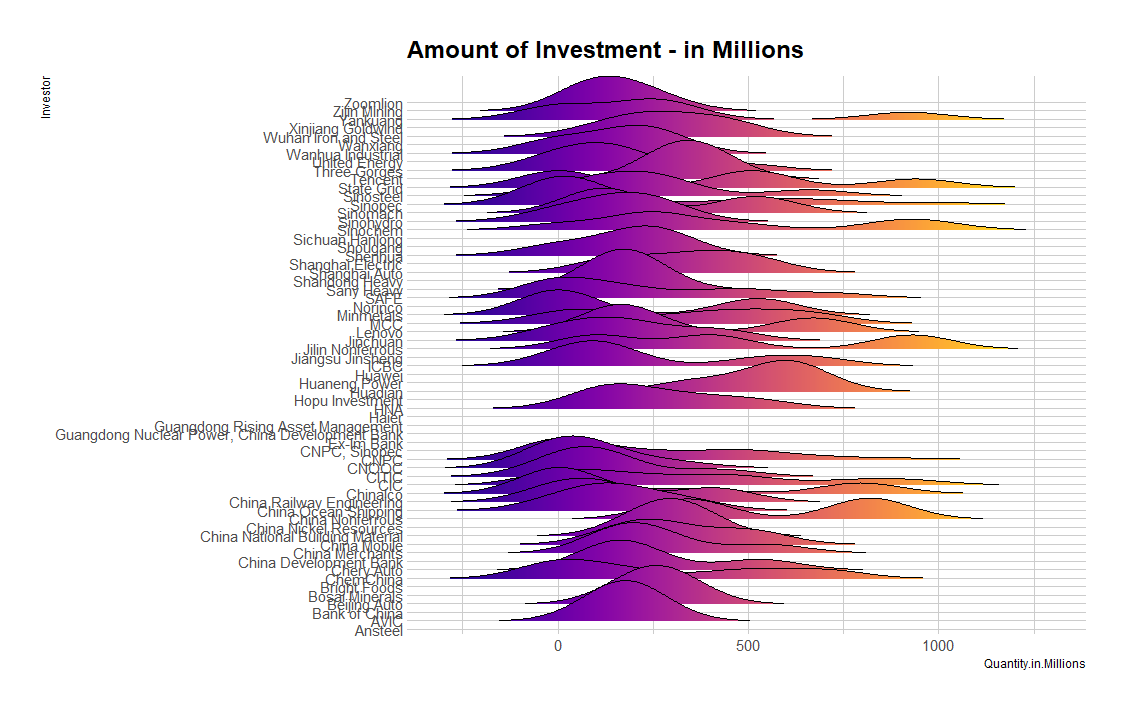 Amount of Investment - in Millions
Investor
Zoomlion
Zijin Mining
Yankuang
Xinjiang Goldwind
Wuhan Iron and Steel
Wanxiang
Wanhua Industrial
United Energy
Three Gorges
Tencent
State Grid
Sinosteel
Sinopec
Sinomach
Sinohydro
Sinochem
Sichuan Hanlong
Shougang
Shenhua
Shanghai Electric
Shanghai Auto
Shandong Heavy
Sany Heavy
SAFE
Norinco
Minmetals
MCC
Lenovo
Jinchuan
Jilin Nonferrous
Jiangsu Jinsheng
ICBC
Huawei
Huaneng Power
Huadian
Hopu Investment
HNA
Haier
Guangdong Rising Asset Management
Guangdong Nuclear Power, China Development Bank
Ex-Im Bank
CNPC, Sinopec
CNPC
CNOOC
CITIC
CIC
Chinalco
China Railway Engineering
China Ocean Shipping
China Nonferrous
China Nickel Resources
China National Building Material
China Mobile
China Merchants
China Development Bank
Chery Auto
ChemChina
Bright Foods
Bosai Minerals
Beijing Auto
Bank of China
AVIC
Ansteel
0 500 1000
Quantity.in.Millions